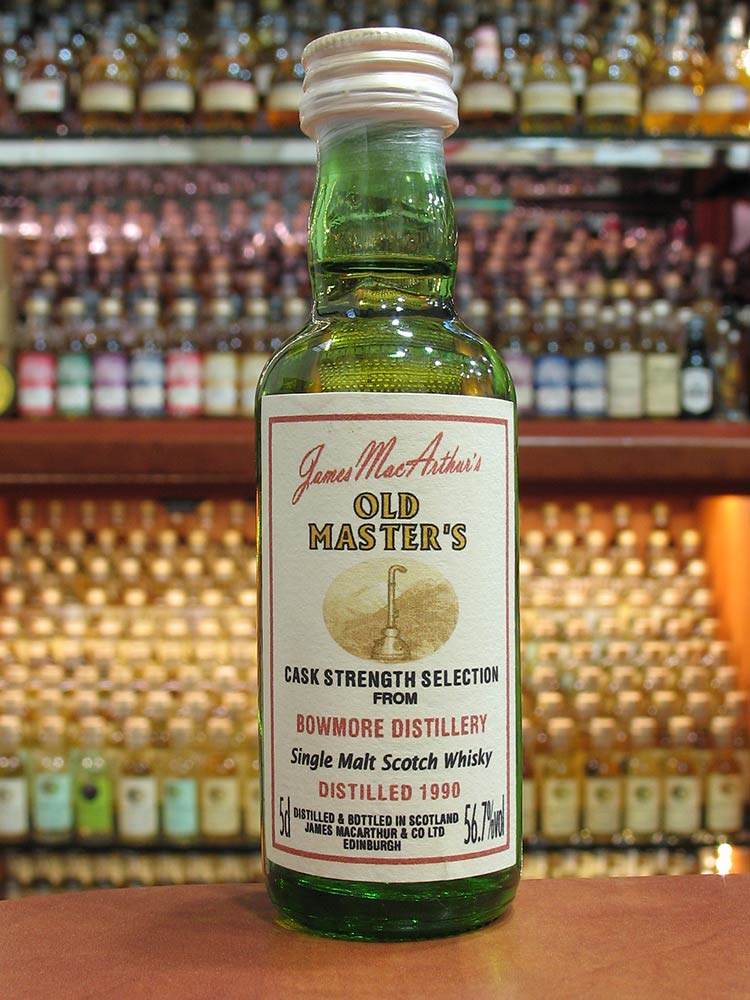 James MacArthur's
OLD
MASTER'S
CASK STRENGTH SELECTION
FROM
BOWMORE DISTILLERY
Single Malt Scotch Whisky
DISTILLED 1990
5cl DISTILLED & BOTTLED IN SCOTLAND 56.7%vol
JAMES MACARTHUR & CO LTD
EDINBURGH